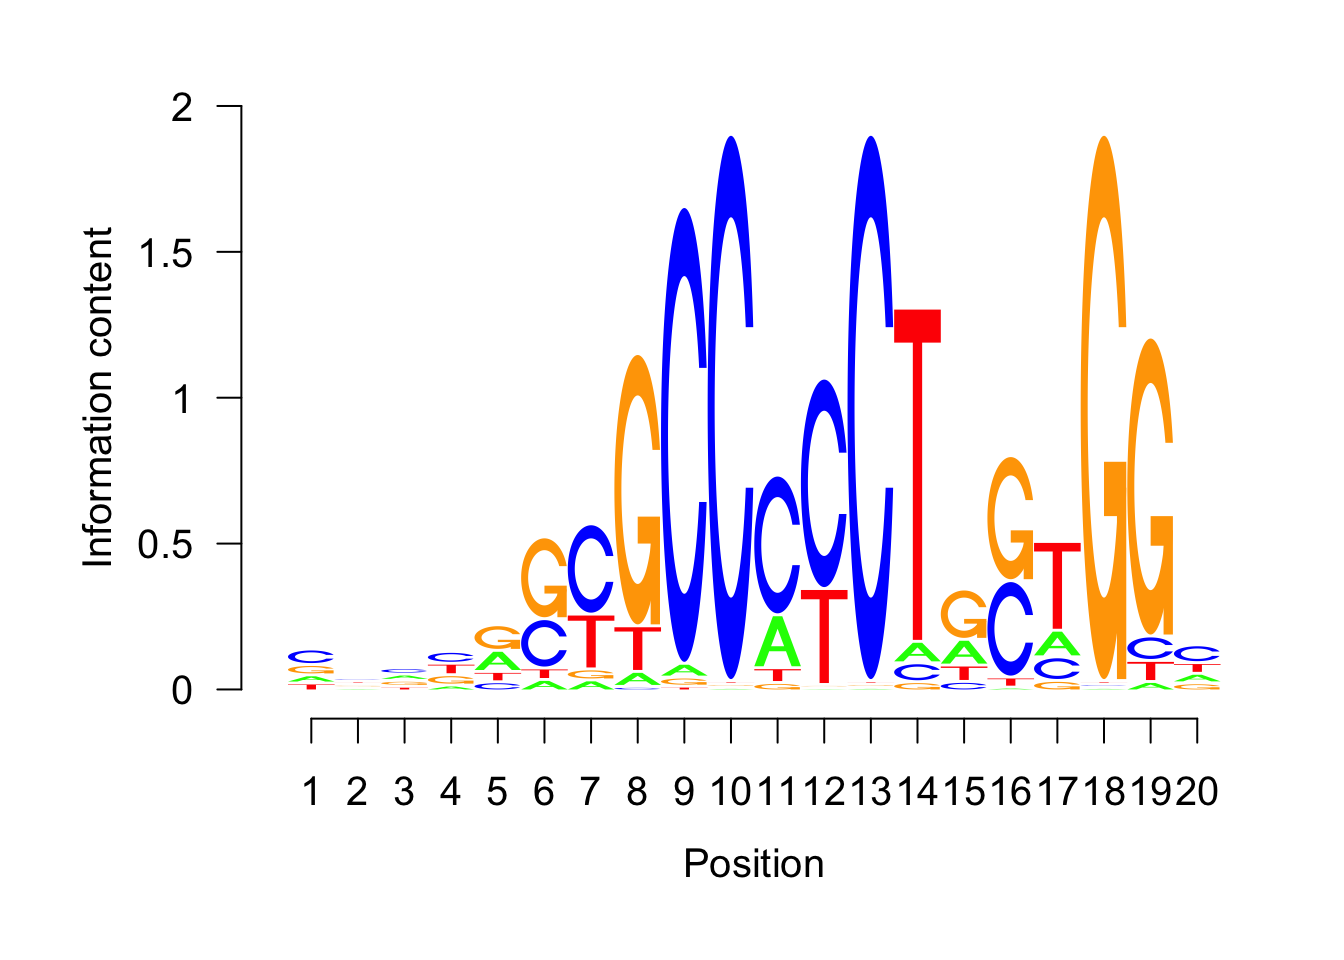 2
1.5
1
0.5
0
Information content
C G A T
C G
C A G T
C T G A
G A T C
G C T A
C T G A
G T A C
C A G T
C
C A T G
C T
C
T A C G
G A T C
G C T
T A C G
G
G C T A
C T A G
1 2 3 4 5 6 7 8 9 10 11 12 13 14 15 16 17 18 19 20
Position